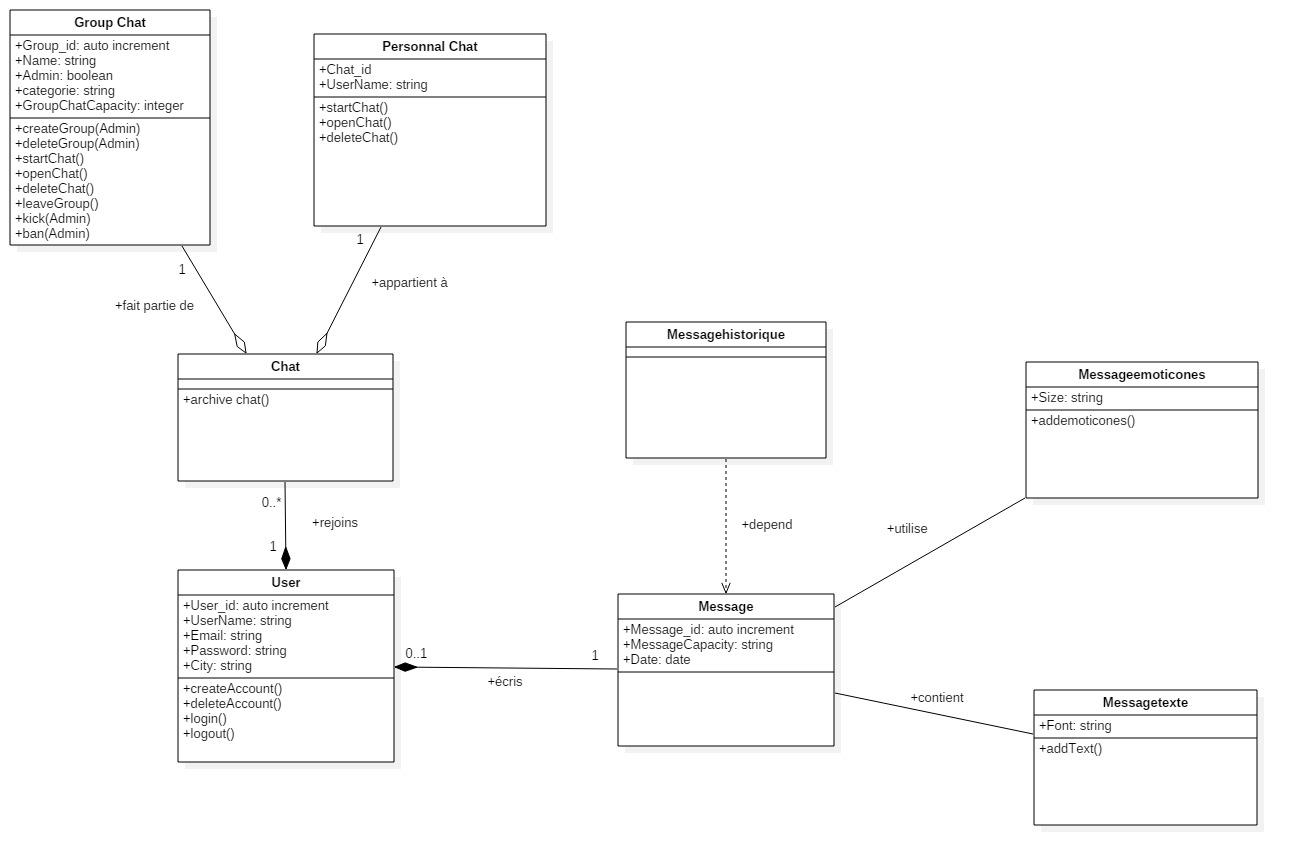 Group Chat
+Group_id: auto increment
+Name: string
+Admin: boolean
+categorie: string
+GroupChatCapacity: integer
+createGroup(Admin)
+deleteGroup(Admin)
+startChat()
+openChat()
+deleteChat()
+leaveGroup()
+kick(Admin)
+ban(Admin)
Personnal Chat
+Chat_id
+UserName: string
+startChat()
+openChat()
+deleteChat()
1
+fait partie de
1
+appartient à
Chat
+archive chat()
0..*
+rejoins
1
User
+User_id: auto increment
+UserName: string
+Email: string
+Password: string
+City: string
+createAccount()
+deleteAccount()
+login()
+logout()
0..1
1
+écris
Messagehistorique
+depend
Message
+Message_id: auto increment
+MessageCapacity: string
+Date: date
Messageemoticones
+Size: string
+addemoticones()
+utilise
+contient
Messagetexte
+Font: string
+addText()